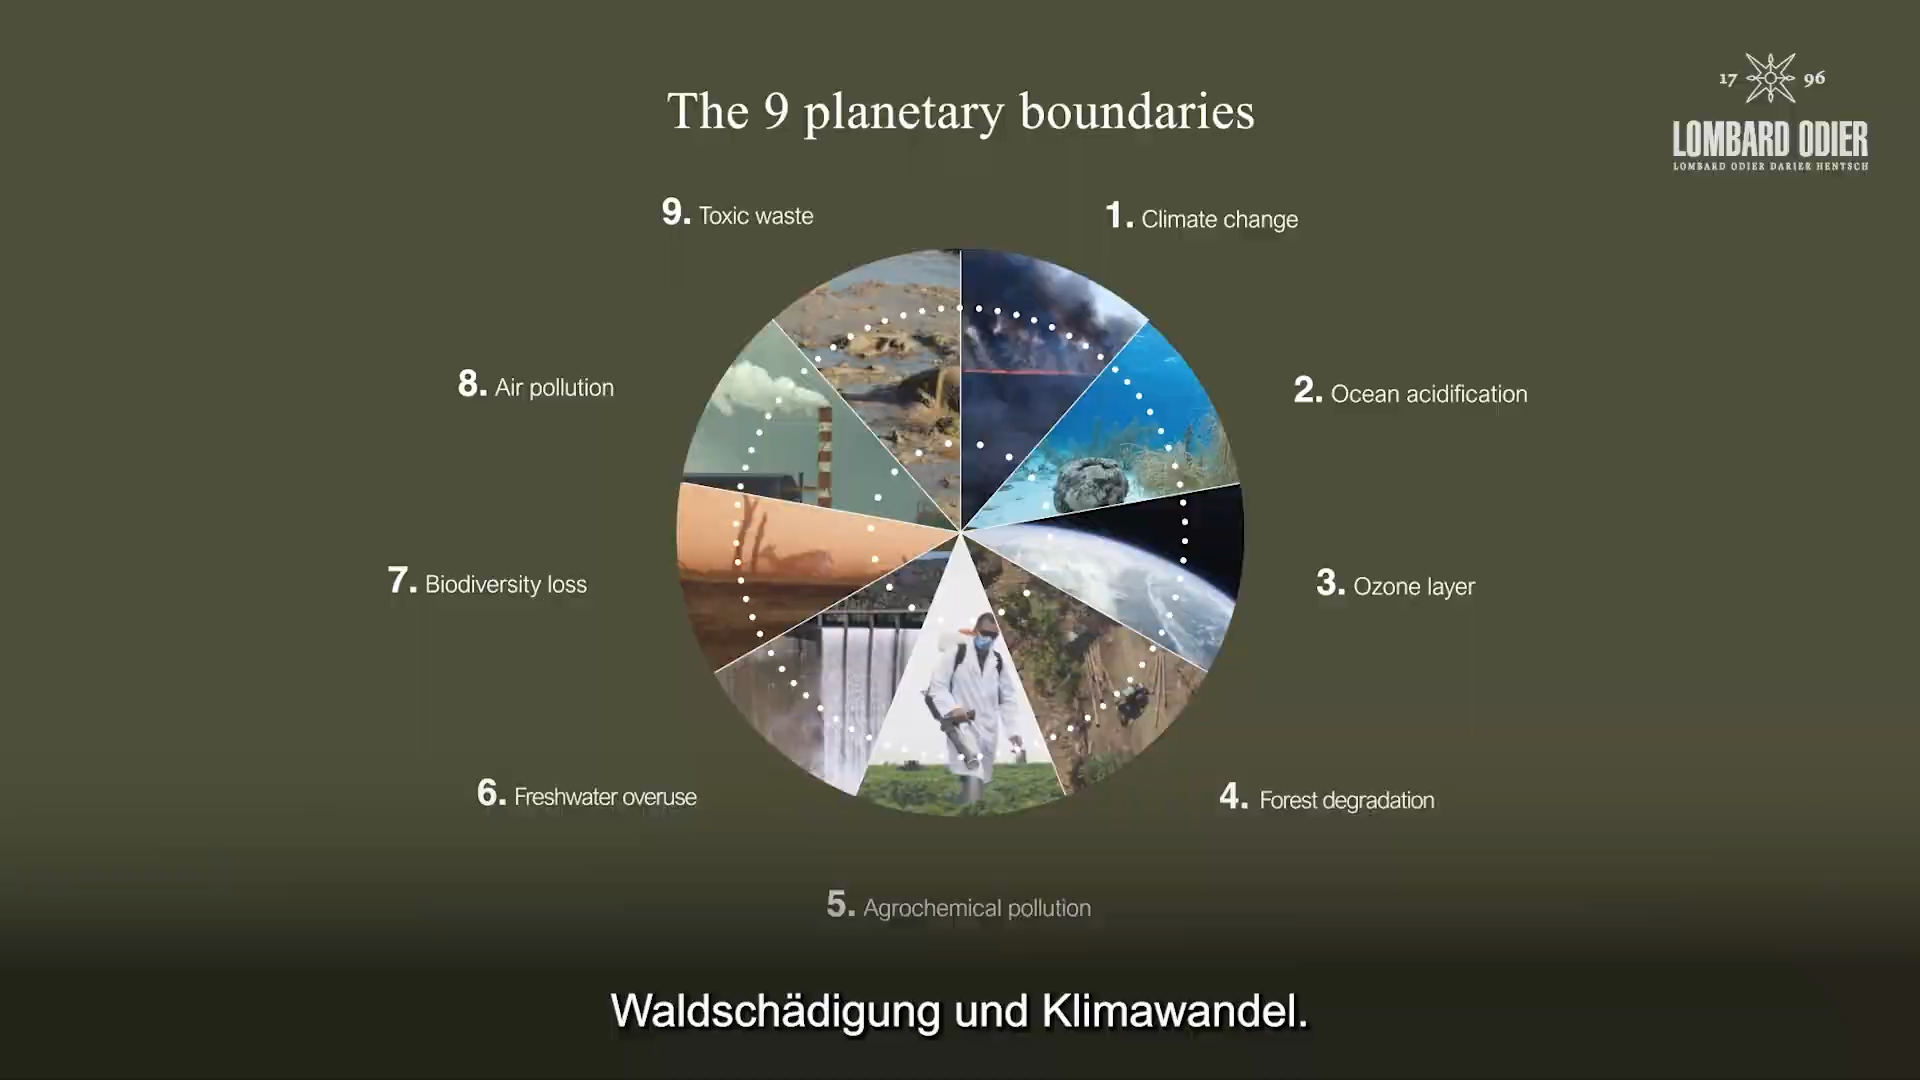 The 9 planetary boundaries
17 96
LOMBARD ODIER
LOMBARD ODIER DARIER HENTSCH
9. Toxic waste
1. Climate change
8. Air pollution
2. Ocean acidification
7. Biodiversity loss
3. Ozone layer
6. Freshwater overuse
4. Forest degradation
5. Agrochemical pollution
Waldschädigung und Klimawandel.